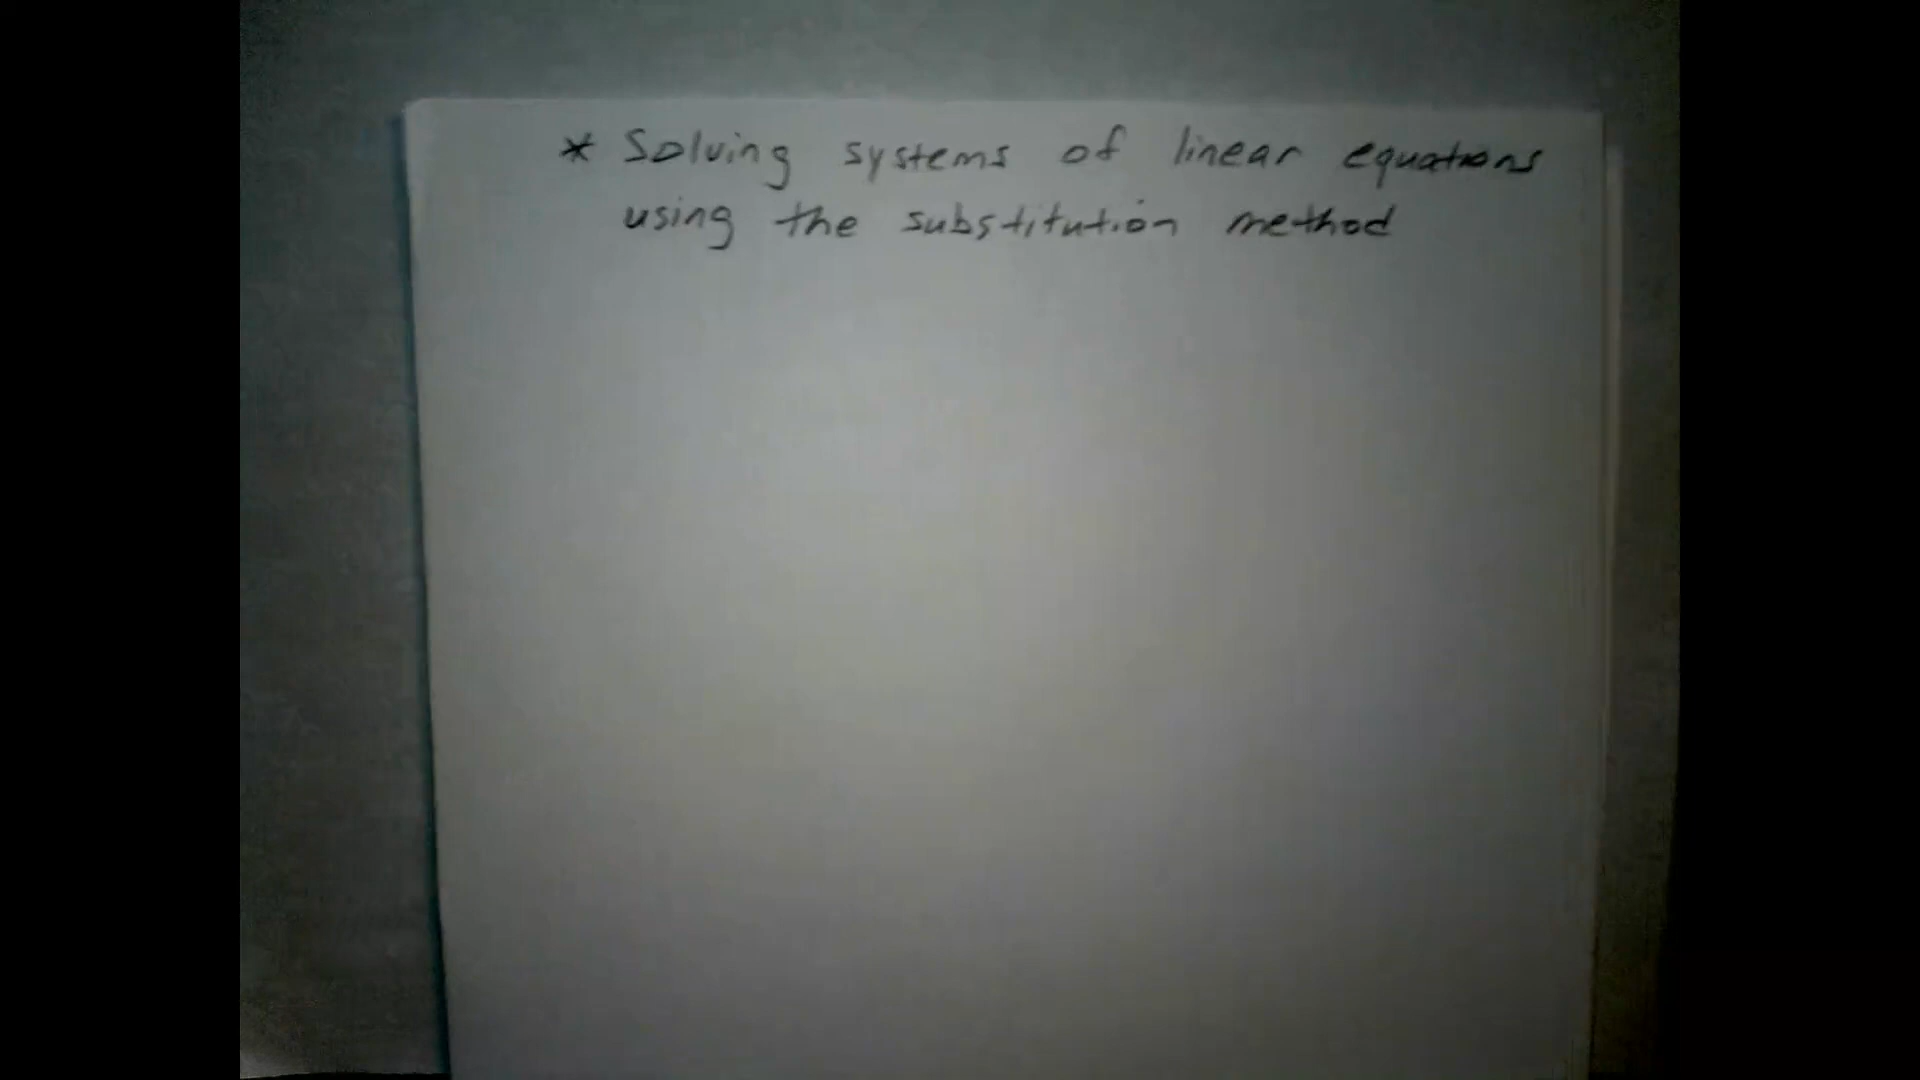 * Solving systems of linear equations
using the substitution method